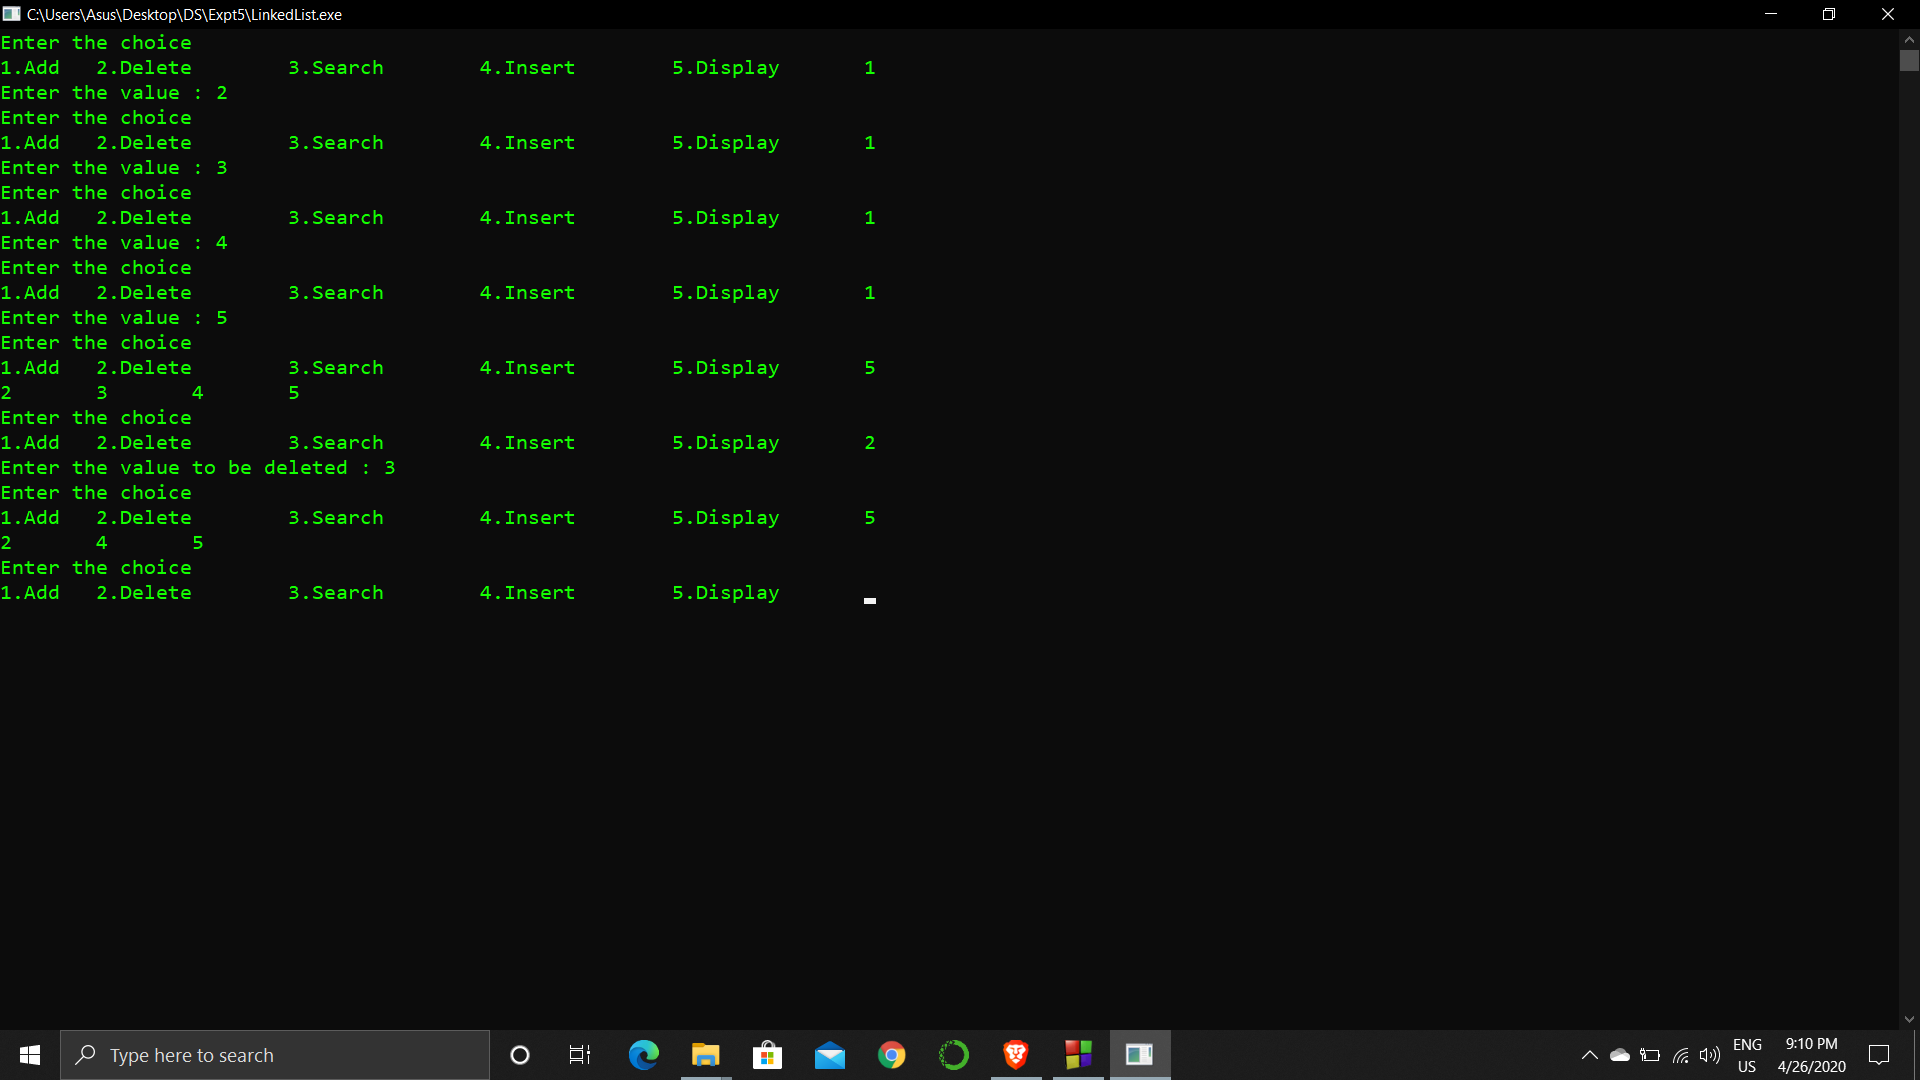 C:\Users\Asus\Desktop\DS\Expt5\LinkedList.exe
Enter the choice
1.Add 2.Delete 3.Search 4.Insert 5.Display 1
Enter the value : 2
Enter the choice
1.Add 2.Delete 3.Search 4.Insert 5.Display 1
Enter the value : 3
Enter the choice
1.Add 2.Delete 3.Search 4.Insert 5.Display 1
Enter the value : 4
Enter the choice
1.Add 2.Delete 3.Search 4.Insert 5.Display 1
Enter the value : 5
Enter the choice
1.Add 2.Delete 3.Search 4.Insert 5.Display 5
2 3 4 5
Enter the choice
1.Add 2.Delete 3.Search 4.Insert 5.Display 2
Enter the value to be deleted : 3
Enter the choice
1.Add 2.Delete 3.Search 4.Insert 5.Display 5
2 4 5
Enter the choice
1.Add 2.Delete 3.Search 4.Insert 5.Display
Type here to search
ENG
US
9:10 PM
4/26/2020